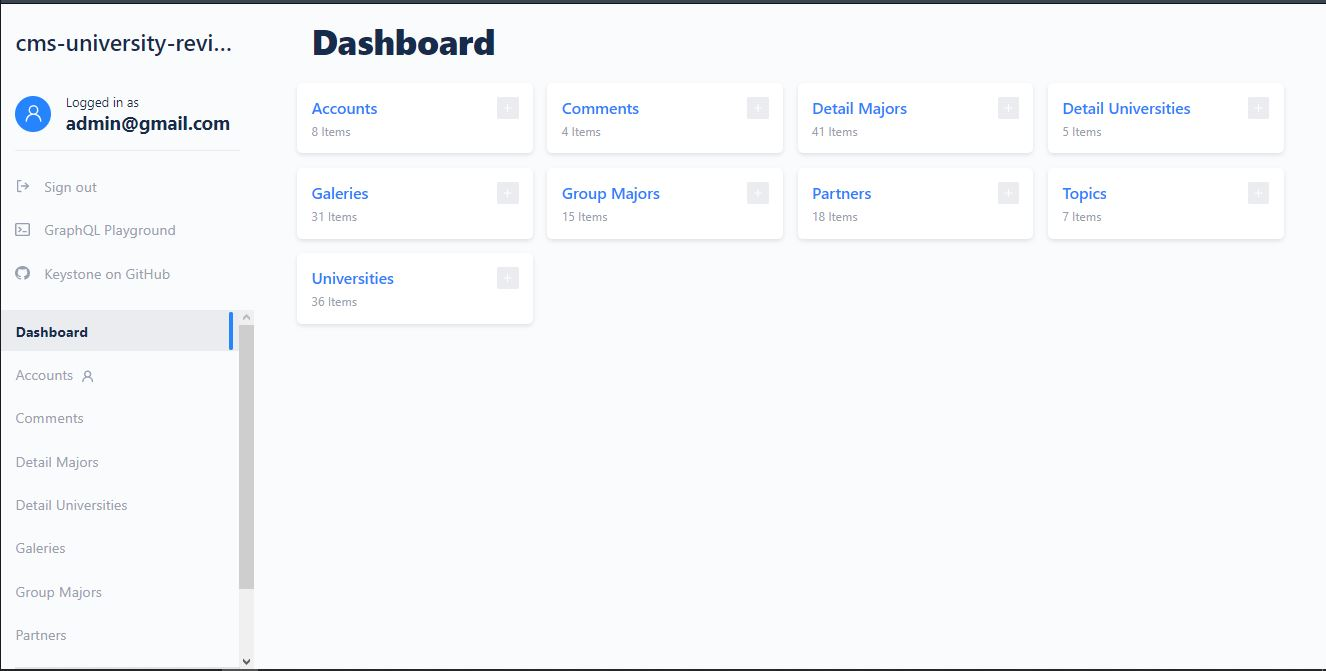 cms-university-revi...
Logged in as
admin@gmail.com
Sign out
GraphQL Playground
Keystone on GitHub
Dashboard
Accounts
Comments
Detail Majors
Detail Universities
Galeries
Group Majors
Partners
Dashboard
Accounts
8 Items
Comments
4 Items
Detail Majors
41 Items
Detail Universities
5 Items
Galeries
31 Items
Group Majors
15 Items
Partners
18 Items
Topics
7 Items
Universities
36 Items